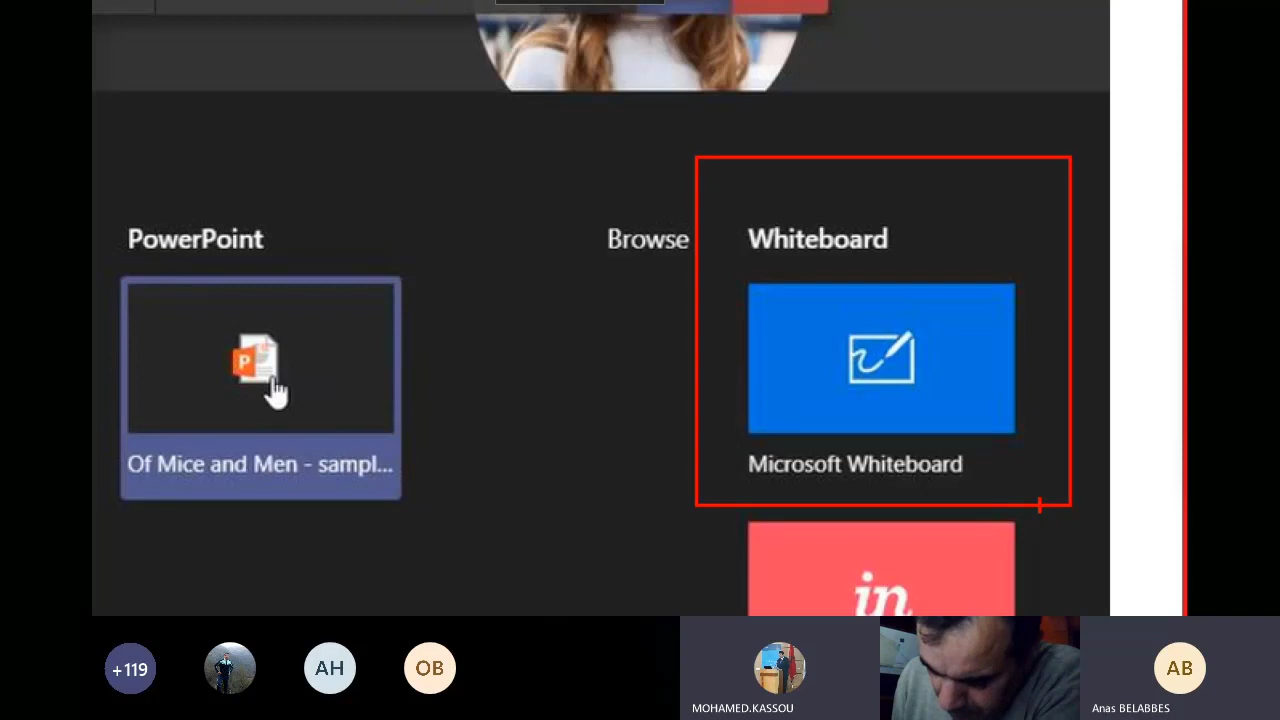 PowerPoint
Browse
Whiteboard
P
Of Mice and Men - sampl...
Microsoft Whiteboard
in
+119
AH
OB
MOHAMED.KASSOU
AB
Anas BELABBES